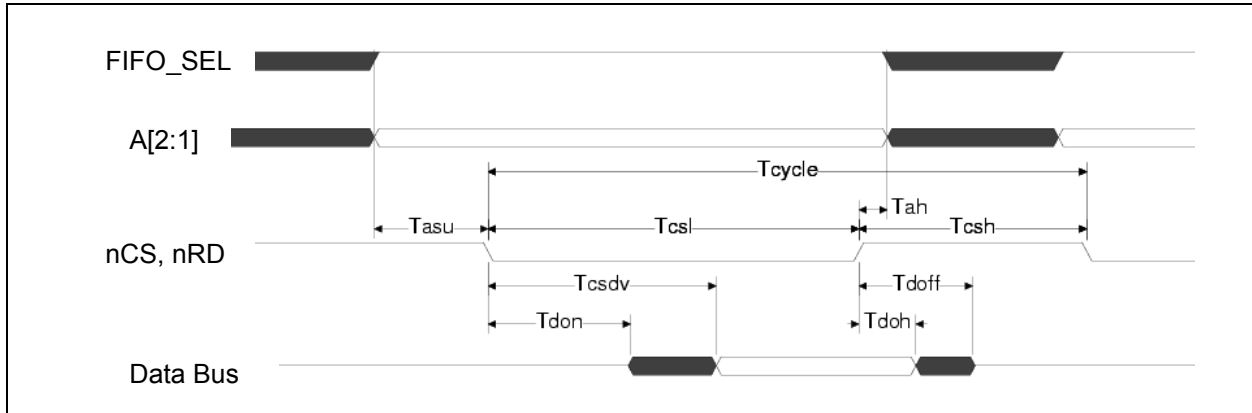 FIFO_SEL
A[2:1]
Tcycle
Tah
Tasu
Tcsl
Tcsh
nCS, nRD
Tcsdv
Tdoff
Tdon
Tdoh
Data Bus